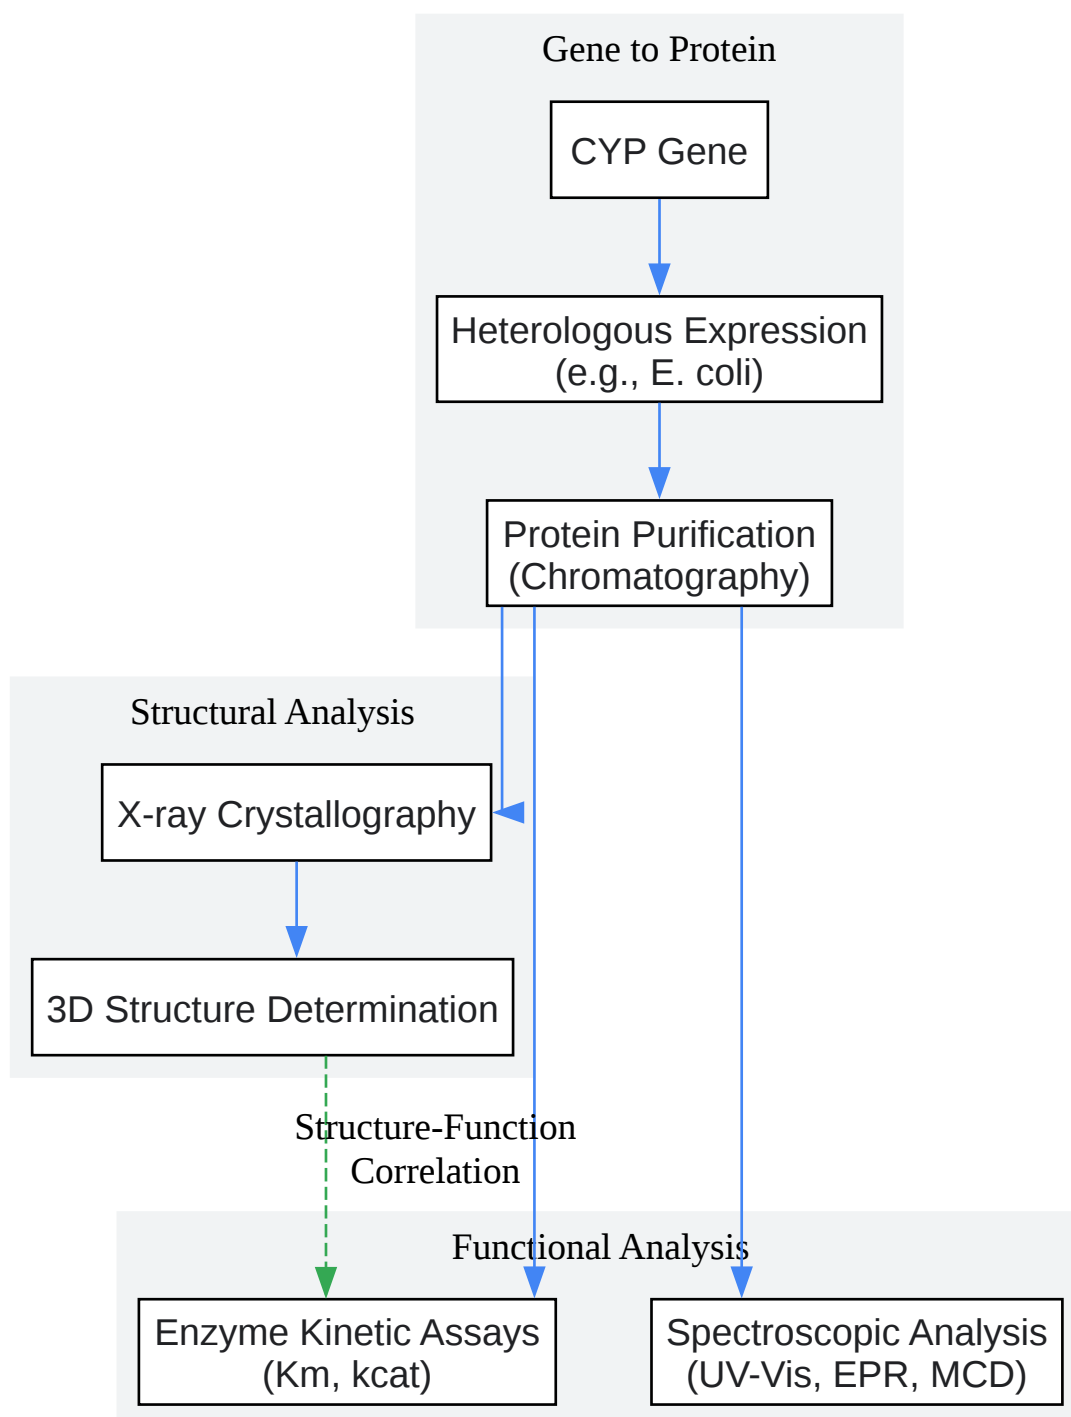 Gene to Protein
CYP Gene
Heterologous Expression
(e.g., E. coli)
Protein Purification
(Chromatography)
Structural Analysis
X-ray Crystallography
3D Structure Determination
Structure-Function
Correlation
Functional Analysis
Enzyme Kinetic Assays
(Km, kcat)
Spectroscopic Analysis
(UV-Vis, EPR, MCD)